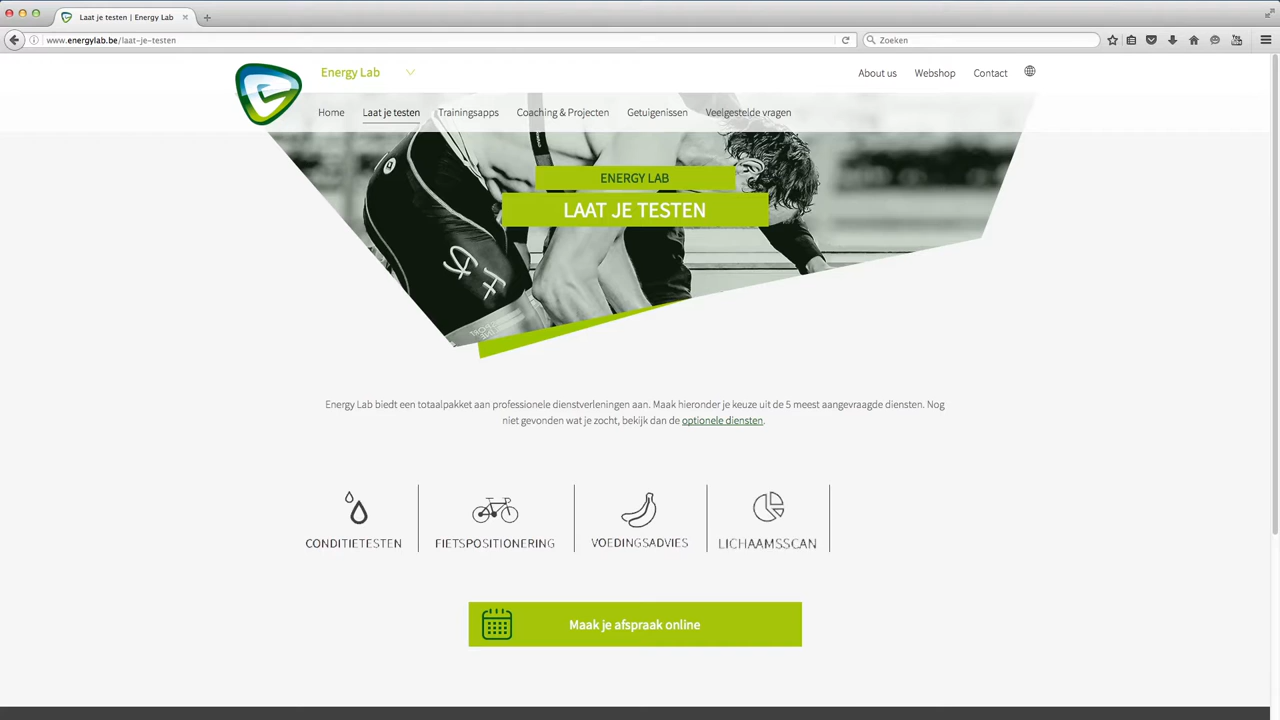 Laat je testen | Energy Lab
www.energylab.be/laat-je-testen
Zoeken
Energy Lab
About us
Webshop
Contact
Home
Laat je testen
Trainingsapps
Coaching & Projecten
Getuigenissen
Veelgestelde vragen
ENERGY LAB
LAAT JE TESTEN
Energy Lab biedt een totaalpakket aan professionele dienstverleningen aan. Maak hieronder je keuze uit de 5 meest aangevraagde diensten. Nog
niet gevonden wat je zocht, bekijk dan de optionele diensten.
CONDITIETESTEN
FIETSPOSITIONERING
VOEDINGSADVIES
LICHAAMSSCAN
Maak je afspraak online